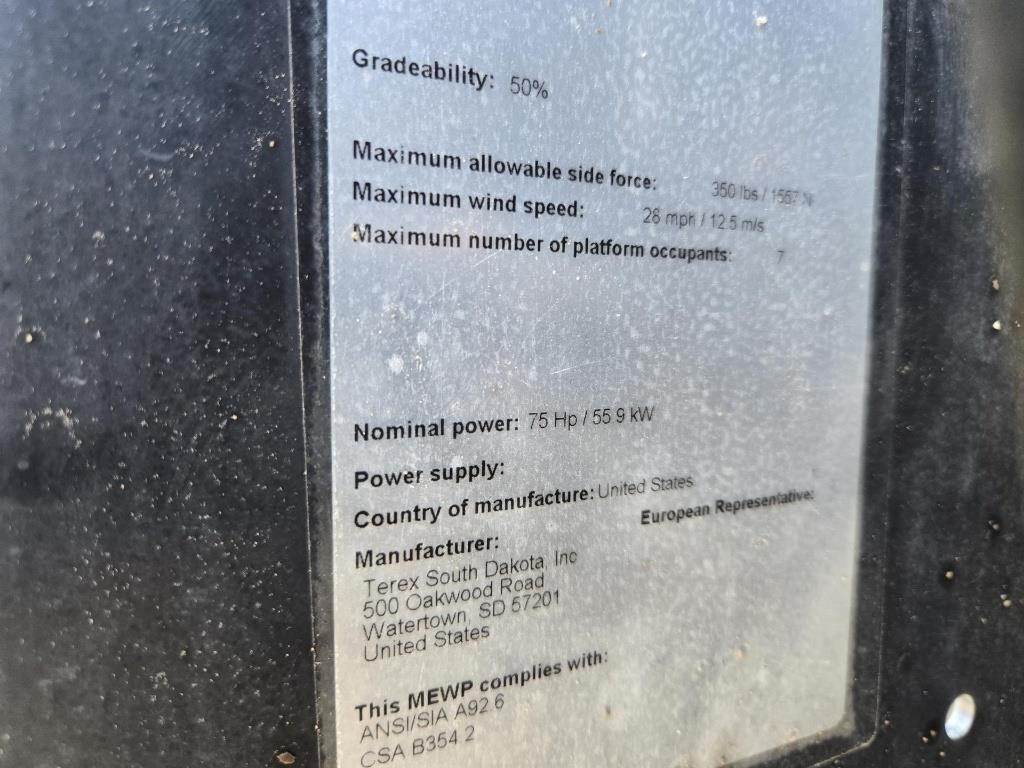 Gradeability: 50%
Maximum allowable side force: 350 lbs / 1557 N
Maximum wind speed: 28 mph / 12.5 m/s
Maximum number of platform occupants: 7
Nominal power: 75 Hp / 55.9 kW
Power supply:
Country of manufacture: United States
European Representative:
Manufacturer:
Terex South Dakota, Inc
500 Oakwood Road
Watertown, SD 57201
United States
This MEWP complies with:
ANSI/SIA A92.6
CSA B354.2